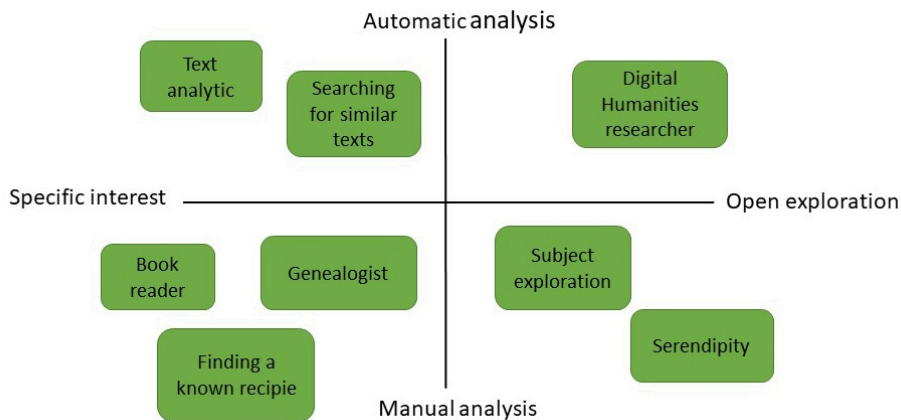 Automatic analysis
Text
analytic
Searching
for similar
texts
Digital
Humanities
researcher
Specific interest
Open exploration
Book
reader
Genealogist
Subject
exploration
Finding a
known recipie
Serendipity
Manual analysis